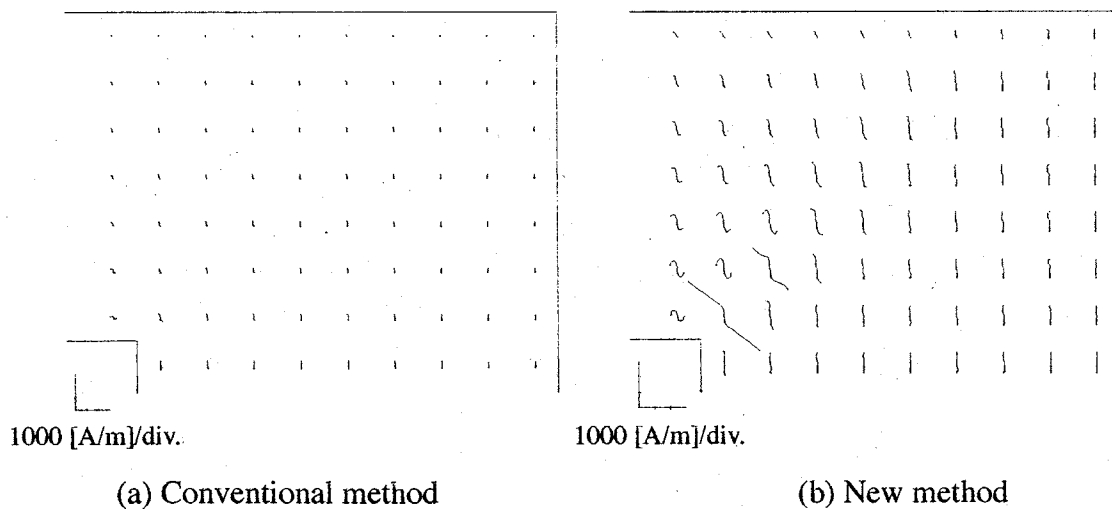 1000 [A/m]/div.
1000 [A/m]/div.
(a) Conventional method
(b) New method